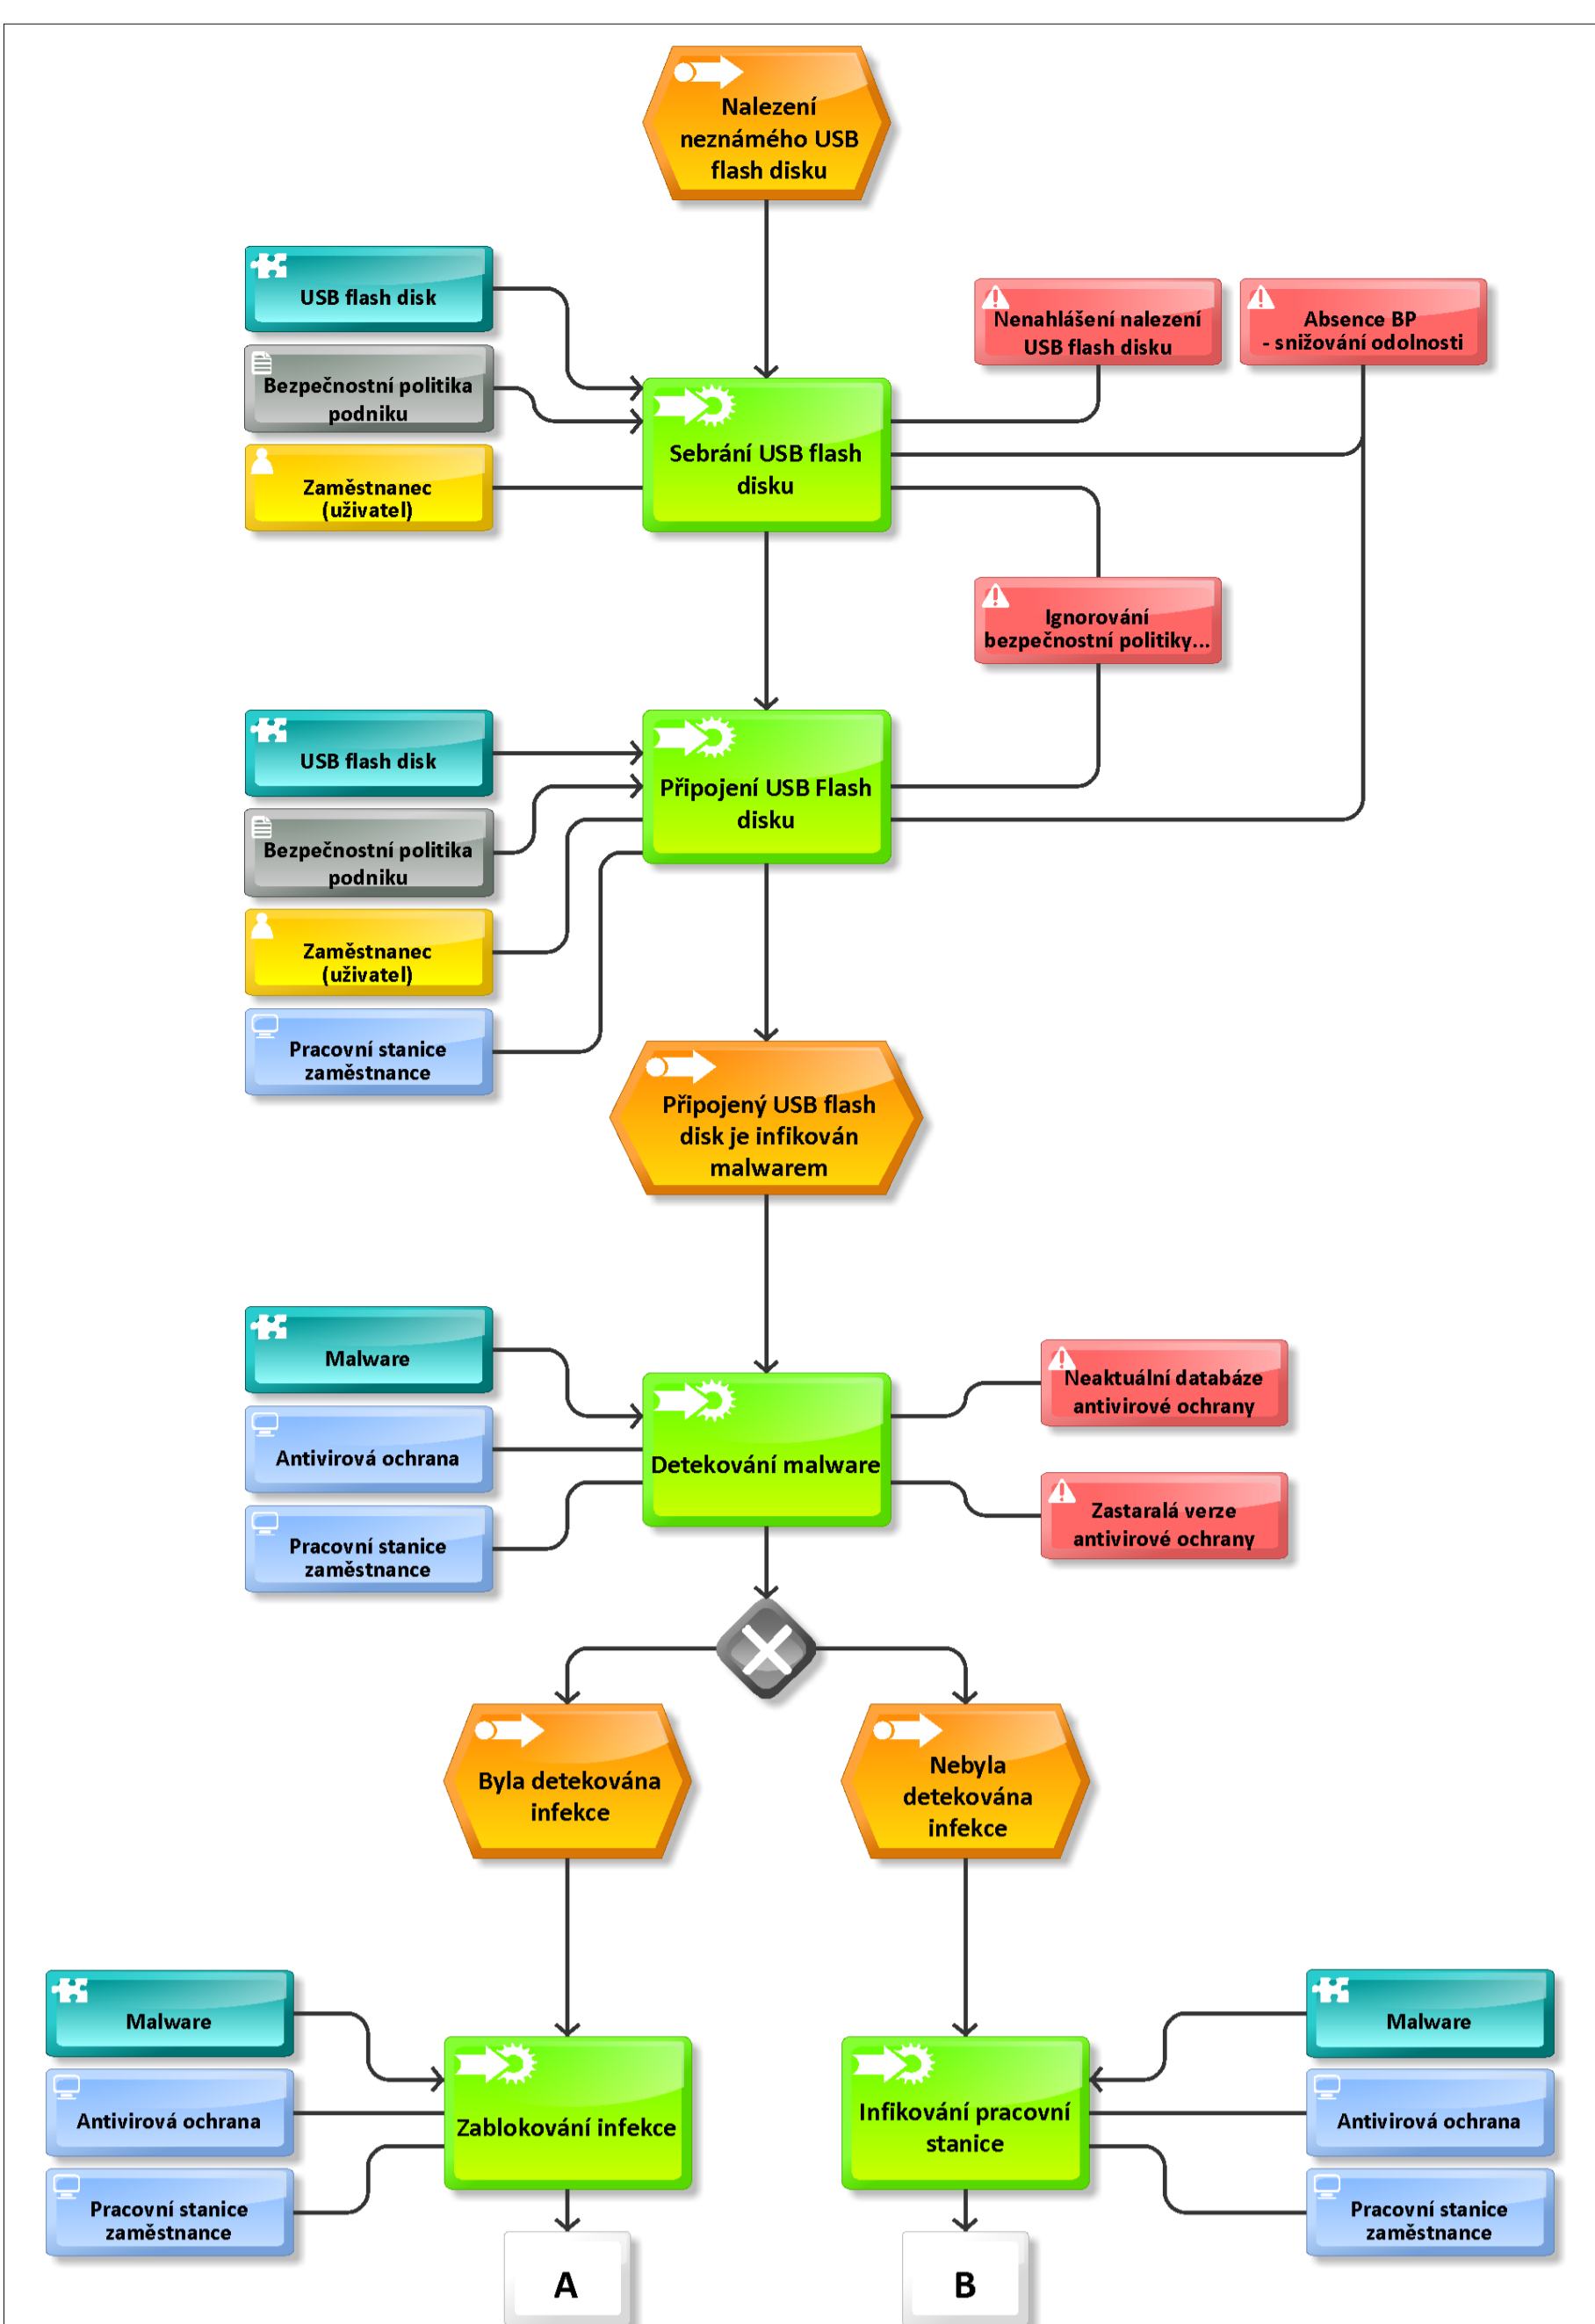 Nalezení
neznámého USB
flash disku
USB flash disk
Bezpečnostní politika
podniku
Zaměstnanec
(uživatel)
Nenahlášení nalezení
USB flash disku
Absence BP
- snižování odolnosti
Sebrání USB flash
disku
Ignorování
bezpečnostní politiky...
USB flash disk
Bezpečnostní politika
podniku
Zaměstnanec
(uživatel)
Pracovní stanice
zaměstnance
Připojení USB Flash
disku
Připojený USB flash
disk je infikován
malwarem
Malware
Antivirová ochrana
Pracovní stanice
zaměstnance
Detekování malware
Neaktuální databáze
antivirové ochrany
Zastaralá verze
antivirové ochrany
Byla detekována
infekce
Nebyla
detekována
infekce
Malware
Antivirová ochrana
Pracovní stanice
zaměstnance
Zablokování infekce
Infikování pracovní
stanice
Malware
Antivirová ochrana
Pracovní stanice
zaměstnance
A
B